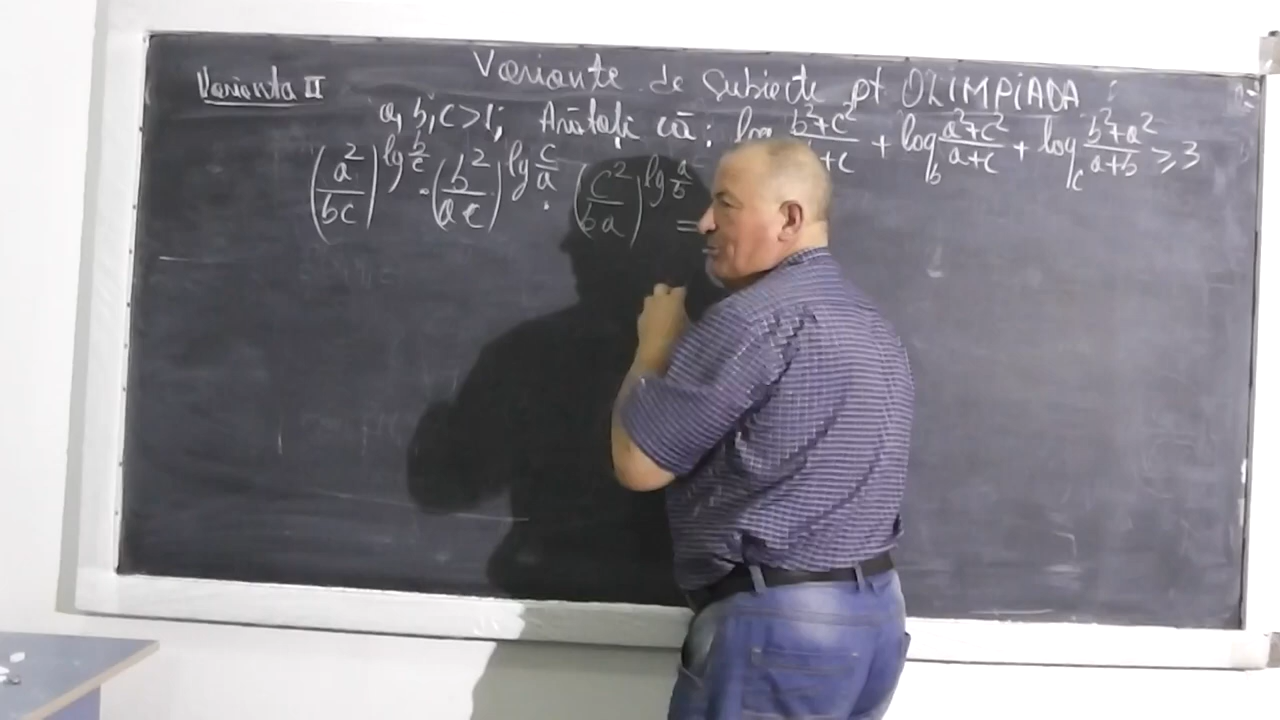 Variante de Subiecte pt OLIMPIADA :
Varianta II
a, b, c > 1; Arătați că: log (b²+c²)/(b+c) + log_b (a²+c²)/(a+c) + log_c (b²+a²)/(a+b) ≥ 3
(a²/bc)^(lg b/c) · (b²/ac)^(lg c/a) · (c²/ba)^(lg a/b) =